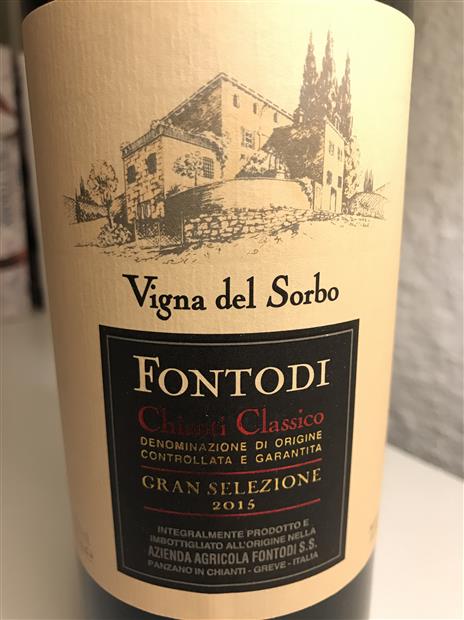 Vigna del Sorbo
FONTODI
Chianti Classico
DENOMINAZIONE DI ORIGINE
CONTROLLATA E GARANTITA
GRAN SELEZIONE
2015
INTEGRALMENTE PRODOTTO E
IMBOTTIGLIATO ALL'ORIGINE NELLA
AZIENDA AGRICOLA FONTODI S.S.
PANZANO IN CHIANTI - GREVE - ITALIA